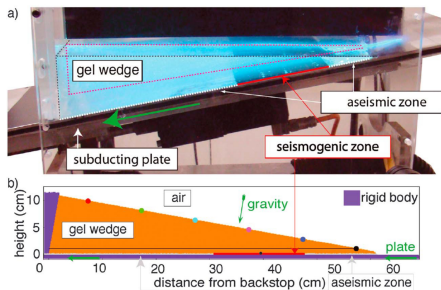 a)
gel wedge
aseismic zone
subducting plate
seismogenic zone
b)
air
rigid body
gravity
gel wedge
plate
height (cm)
10
5
0
0
10
20
30
40
50
60
distance from backstop (cm)
aseismic zone